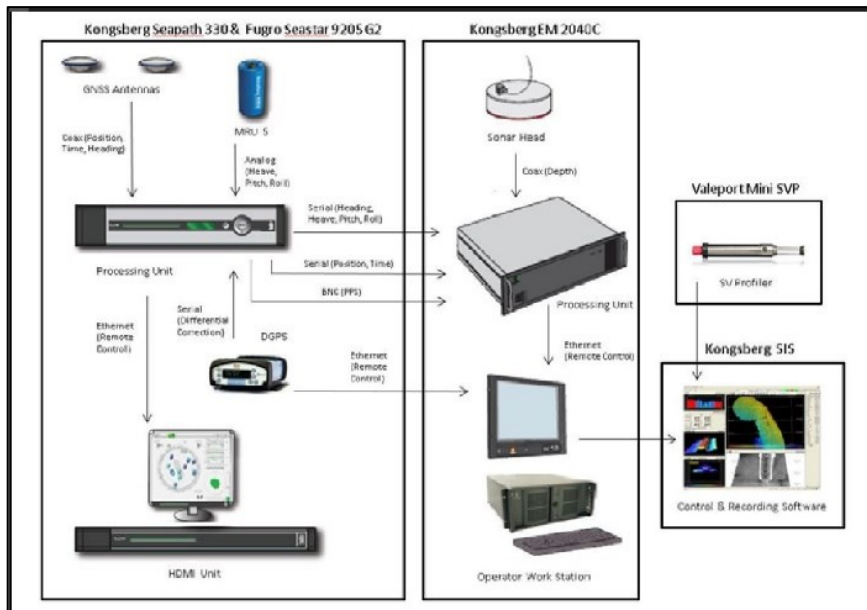 Kongsberg Seapath 330 & Fugro Seastar 9205 G2
GNSS Antennas
MRU 5
Coax (Position,
Time, Heading)
Analog
(Heave,
Pitch, Roll)
Processing Unit
Serial (Heading,
Heave, Pitch, Roll)
Serial (Position, Time)
BNC (PPS)
Ethernet
(Remote
Control)
Serial
(Differential
Correction)
DGPS
Ethernet
(Remote
Control)
HDMI Unit
Kongsberg EM 2040C
Sonar Head
Coax (Depth)
Processing Unit
Ethernet
(Remote Control)
Operator Work Station
Valeport Mini SVP
SV Profiler
Kongsberg SIS
Control & Recording Software